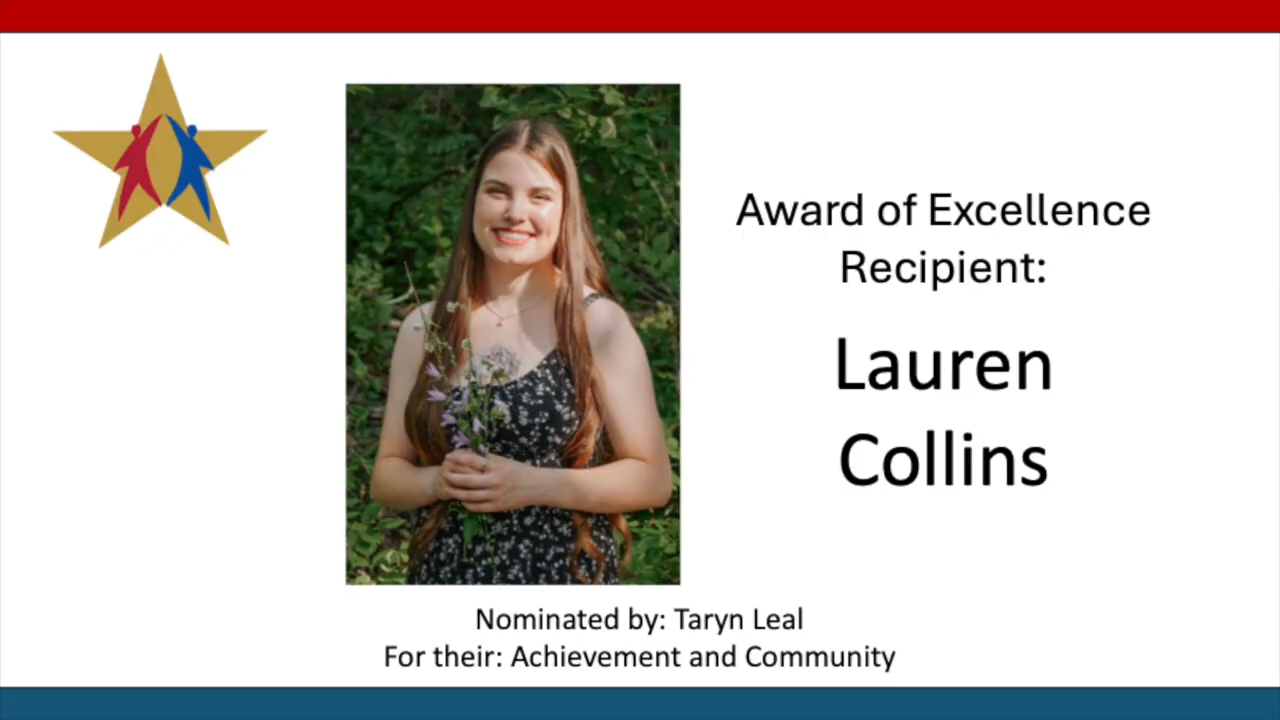 Award of Excellence
Recipient:
Lauren
Collins
Nominated by: Taryn Leal
For their: Achievement and Community